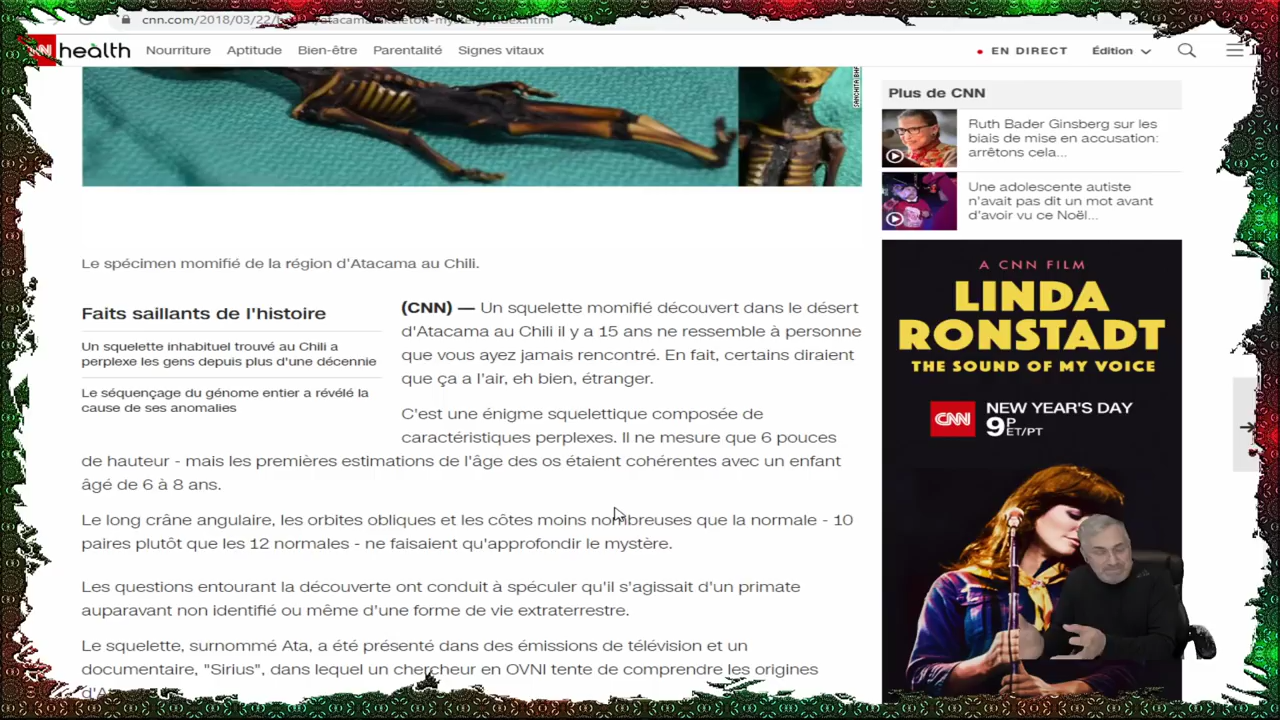 cnn.com/2018/03/22/
CNN health Nourriture Aptitude Bien-être Parentalité Signes vitaux EN DIRECT Édition
Le spécimen momifié de la région d'Atacama au Chili.
Faits saillants de l'histoire
Un squelette inhabituel trouvé au Chili a
perplexe les gens depuis plus d'une décennie
Le séquençage du génome entier a révélé la
cause de ses anomalies
(CNN) — Un squelette momifié découvert dans le désert
d'Atacama au Chili il y a 15 ans ne ressemble à personne
que vous ayez jamais rencontré. En fait, certains diraient
que ça a l'air, eh bien, étranger.
C'est une énigme squelettique composée de
caractéristiques perplexes. Il ne mesure que 6 pouces
de hauteur - mais les premières estimations de l'âge des os étaient cohérentes avec un enfant
âgé de 6 à 8 ans.
Le long crâne angulaire, les orbites obliques et les côtes moins nombreuses que la normale - 10
paires plutôt que les 12 normales - ne faisaient qu'approfondir le mystère.
Les questions entourant la découverte ont conduit à spéculer qu'il s'agissait d'un primate
auparavant non identifié ou même d'une forme de vie extraterrestre.
Le squelette, surnommé Ata, a été présenté dans des émissions de télévision et un
documentaire, "Sirius", dans lequel un chercheur en OVNI tente de comprendre les origines
Plus de CNN
Ruth Bader Ginsberg sur les
biais de mise en accusation:
arrêtons cela...
Une adolescente autiste
n'avait pas dit un mot avant
d'avoir vu ce Noël...
A CNN FILM
LINDA
RONSTADT
THE SOUND OF MY VOICE
CNN NEW YEAR'S DAY
9P ET/PT